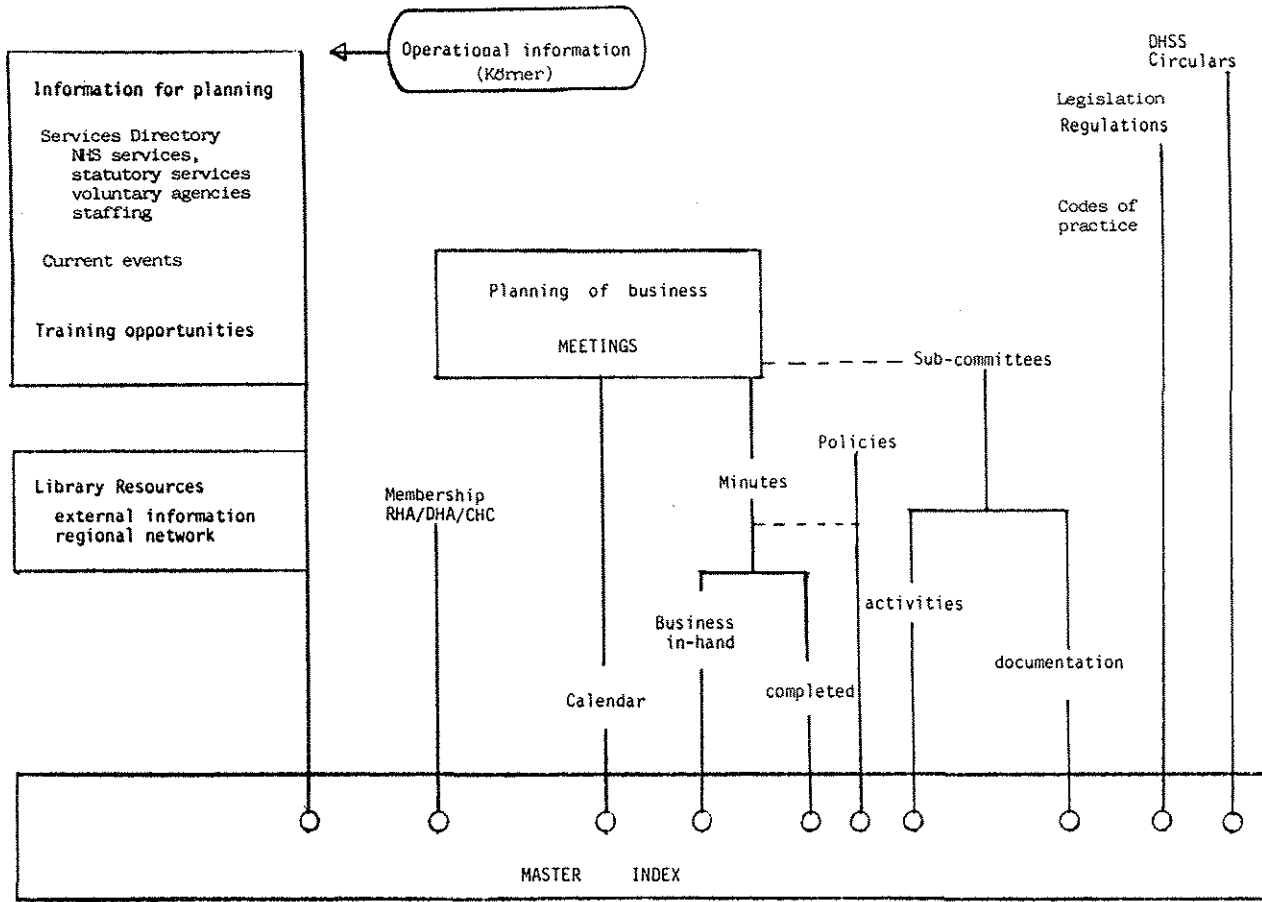 Operational information
(Körner)
DHSS
Circulars
Information for planning
Services Directory
NHS services,
statutory services
voluntary agencies
staffing
Current events
Training opportunities
Legislation
Regulations
Codes of
practice
Planning of business
MEETINGS
Sub-committees
Policies
Library Resources
external information
regional network
Membership
RHA/DHA/CHC
Minutes
Business
in-hand
activities
documentation
Calendar
completed
MASTER INDEX